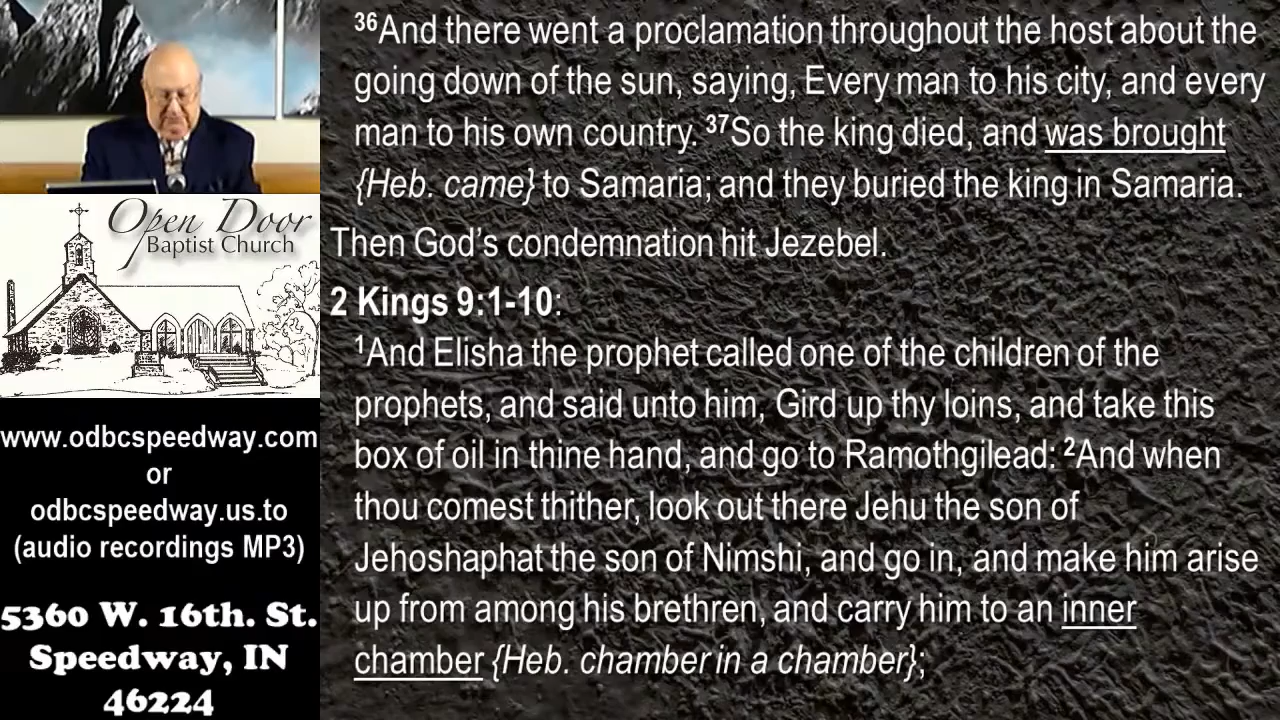 36And there went a proclamation throughout the host about the
going down of the sun, saying, Every man to his city, and every
man to his own country. 37So the king died, and was brought
{Heb. came} to Samaria; and they buried the king in Samaria.
Then God's condemnation hit Jezebel.
2 Kings 9:1-10:
1And Elisha the prophet called one of the children of the
prophets, and said unto him, Gird up thy loins, and take this
box of oil in thine hand, and go to Ramothgilead: 2And when
thou comest thither, look out there Jehu the son of
Jehoshaphat the son of Nimshi, and go in, and make him arise
up from among his brethren, and carry him to an inner
chamber {Heb. chamber in a chamber};
Open Door
Baptist Church
www.odbcspeedway.com
or
odbcspeedway.us.to
(audio recordings MP3)
5360 W. 16th. St.
Speedway, IN
46224